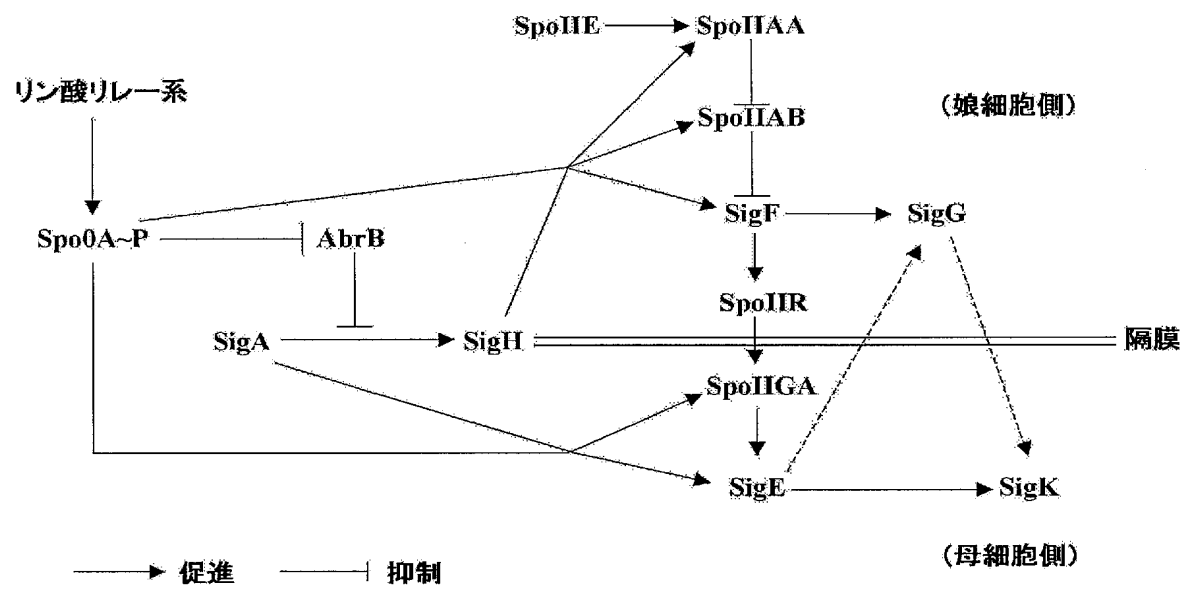 SpoIIE
SpoIIAA
リン酸リレー系
(娘細胞側)
SpoIIAB
SigF
SigG
Spo0A~P
AbrB
SpoIIR
SigA
SigH
隔膜
SpoIIGA
SigE
SigK
(母細胞側)
促進
抑制